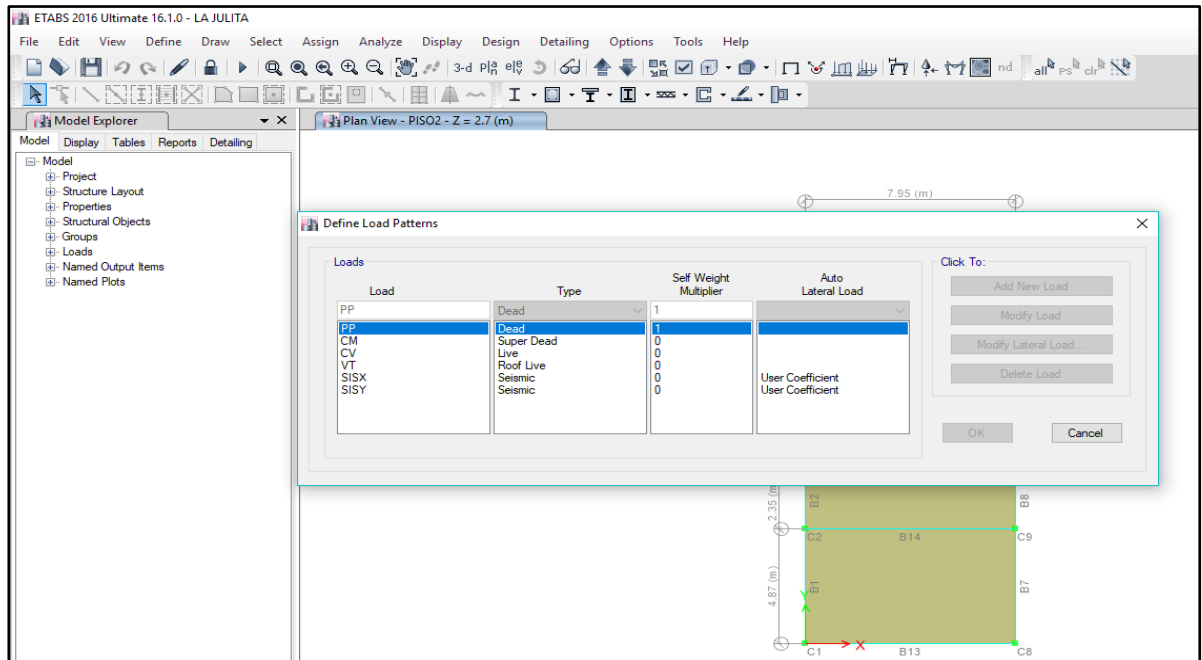 ETABS 2016 Ultimate 16.1.0 - LA JULITA
File Edit View Define Draw Select Assign Analyze Display Design Detailing Options Tools Help
3-d nd all ps clr
Model Explorer
Plan View - PISO2 - Z = 2.7 (m)
Model Display Tables Reports Detailing
Model
Project
Structure Layout
Properties
Structural Objects
Groups
Loads
Named Output Items
Named Plots
7.95 (m)
Define Load Patterns
Loads
Click To:
Load Type Self Weight Multiplier Auto Lateral Load
PP Dead 1
PP Dead 1
CM Super Dead 0
CV Live 0
VT Roof Live 0
SISX Seismic 0 User Coefficient
SISY Seismic 0 User Coefficient
Add New Load
Modify Load
Modify Lateral Load...
Delete Load
OK Cancel
2.35 (m) B2 B8
C2 B14 C9
4.87 (m) B1 B7
Y
X
C1 B13 C8